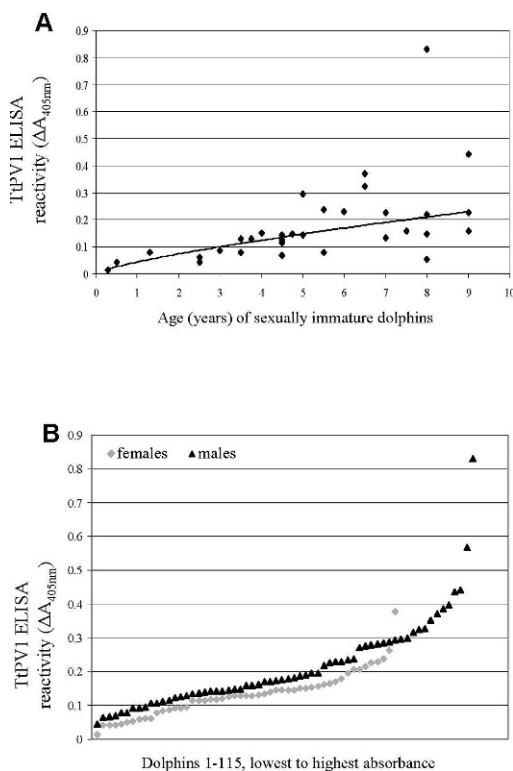 A
TtPV1 ELISA
reactivity (ΔA405nm)
0.9
0.8
0.7
0.6
0.5
0.4
0.3
0.2
0.1
0
0 1 2 3 4 5 6 7 8 9 10
Age (years) of sexually immature dolphins
B
TtPV1 ELISA
reactivity (ΔA405nm)
0.9
0.8
0.7
0.6
0.5
0.4
0.3
0.2
0.1
0
females males
Dolphins 1-115, lowest to highest absorbance